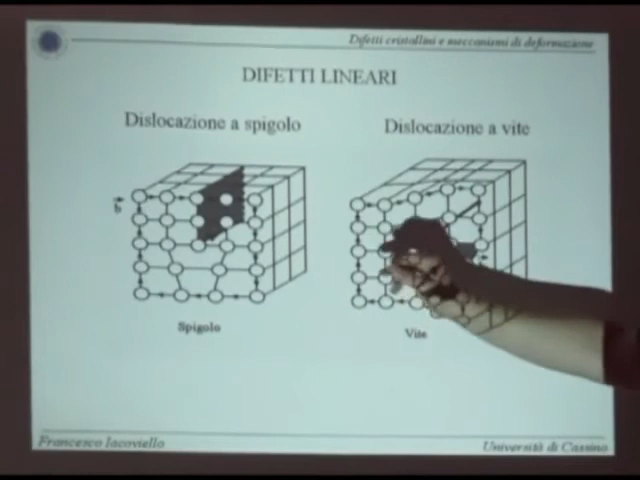 Difetti cristallini e meccanismi di deformazione
DIFETTI LINEARI
Dislocazione a spigolo
Dislocazione a vite
Spigolo
Vite
Francesco Iacoviello
Università di Cassino